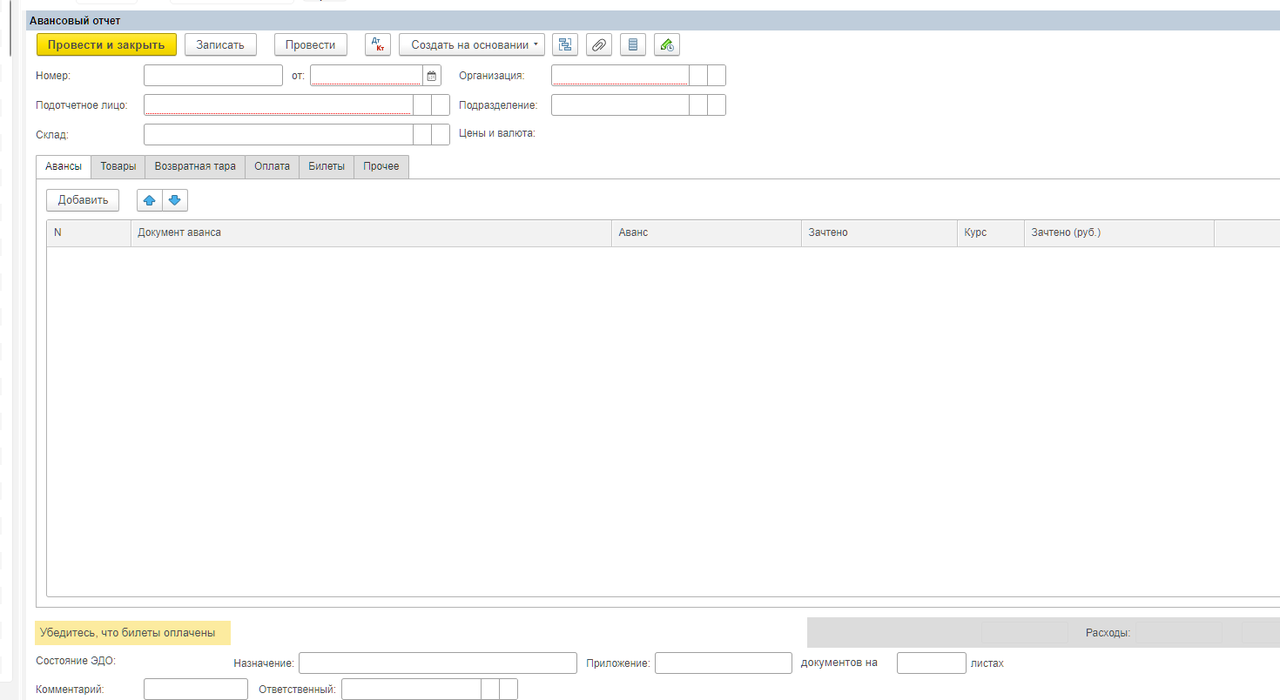 Авансовый отчет
Провести и закрыть Записать Провести Дт Кт Создать на основании
Номер: от: Организация:
Подотчетное лицо: Подразделение:
Склад: Цены и валюта:
Авансы Товары Возвратная тара Оплата Билеты Прочее
Добавить
N Документ аванса Аванс Зачтено Курс Зачтено (руб.)
Убедитесь, что билеты оплачены Расходы:
Состояние ЭДО: Назначение: Приложение: документов на листах
Комментарий: Ответственный: